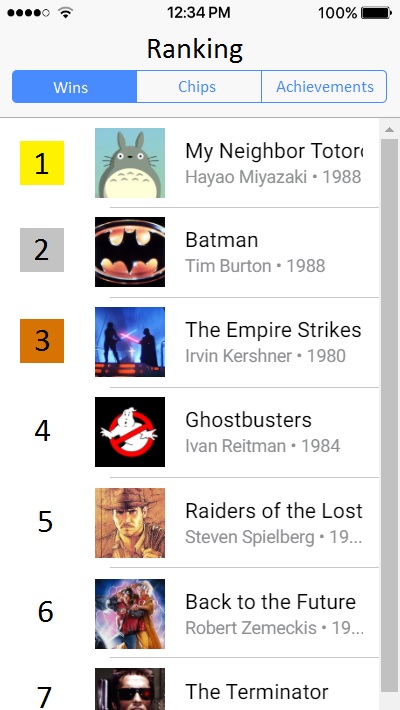 12:34 PM 100%
Ranking
Wins Chips Achievements
1
My Neighbor Totoro
Hayao Miyazaki • 1988
2
Batman
Tim Burton • 1988
3
The Empire Strikes
Irvin Kershner • 1980
4
Ghostbusters
Ivan Reitman • 1984
5
Raiders of the Lost
Steven Spielberg • 19...
6
Back to the Future
Robert Zemeckis • 19...
7
The Terminator